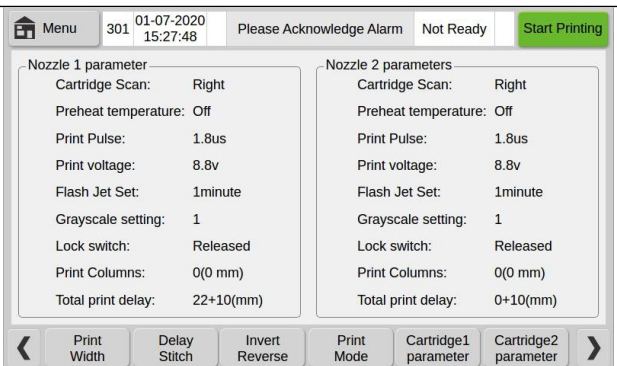 Menu 301 01-07-2020 15:27:48 Please Acknowledge Alarm Not Ready Start Printing
Nozzle 1 parameter
Cartridge Scan: Right
Preheat temperature: Off
Print Pulse: 1.8us
Print voltage: 8.8v
Flash Jet Set: 1minute
Grayscale setting: 1
Lock switch: Released
Print Columns: 0(0 mm)
Total print delay: 22+10(mm)
Nozzle 2 parameters
Cartridge Scan: Right
Preheat temperature: Off
Print Pulse: 1.8us
Print voltage: 8.8v
Flash Jet Set: 1minute
Grayscale setting: 1
Lock switch: Released
Print Columns: 0(0 mm)
Total print delay: 0+10(mm)
❮ Print Width Delay Stitch Invert Reverse Print Mode Cartridge1 parameter Cartridge2 parameter ❯